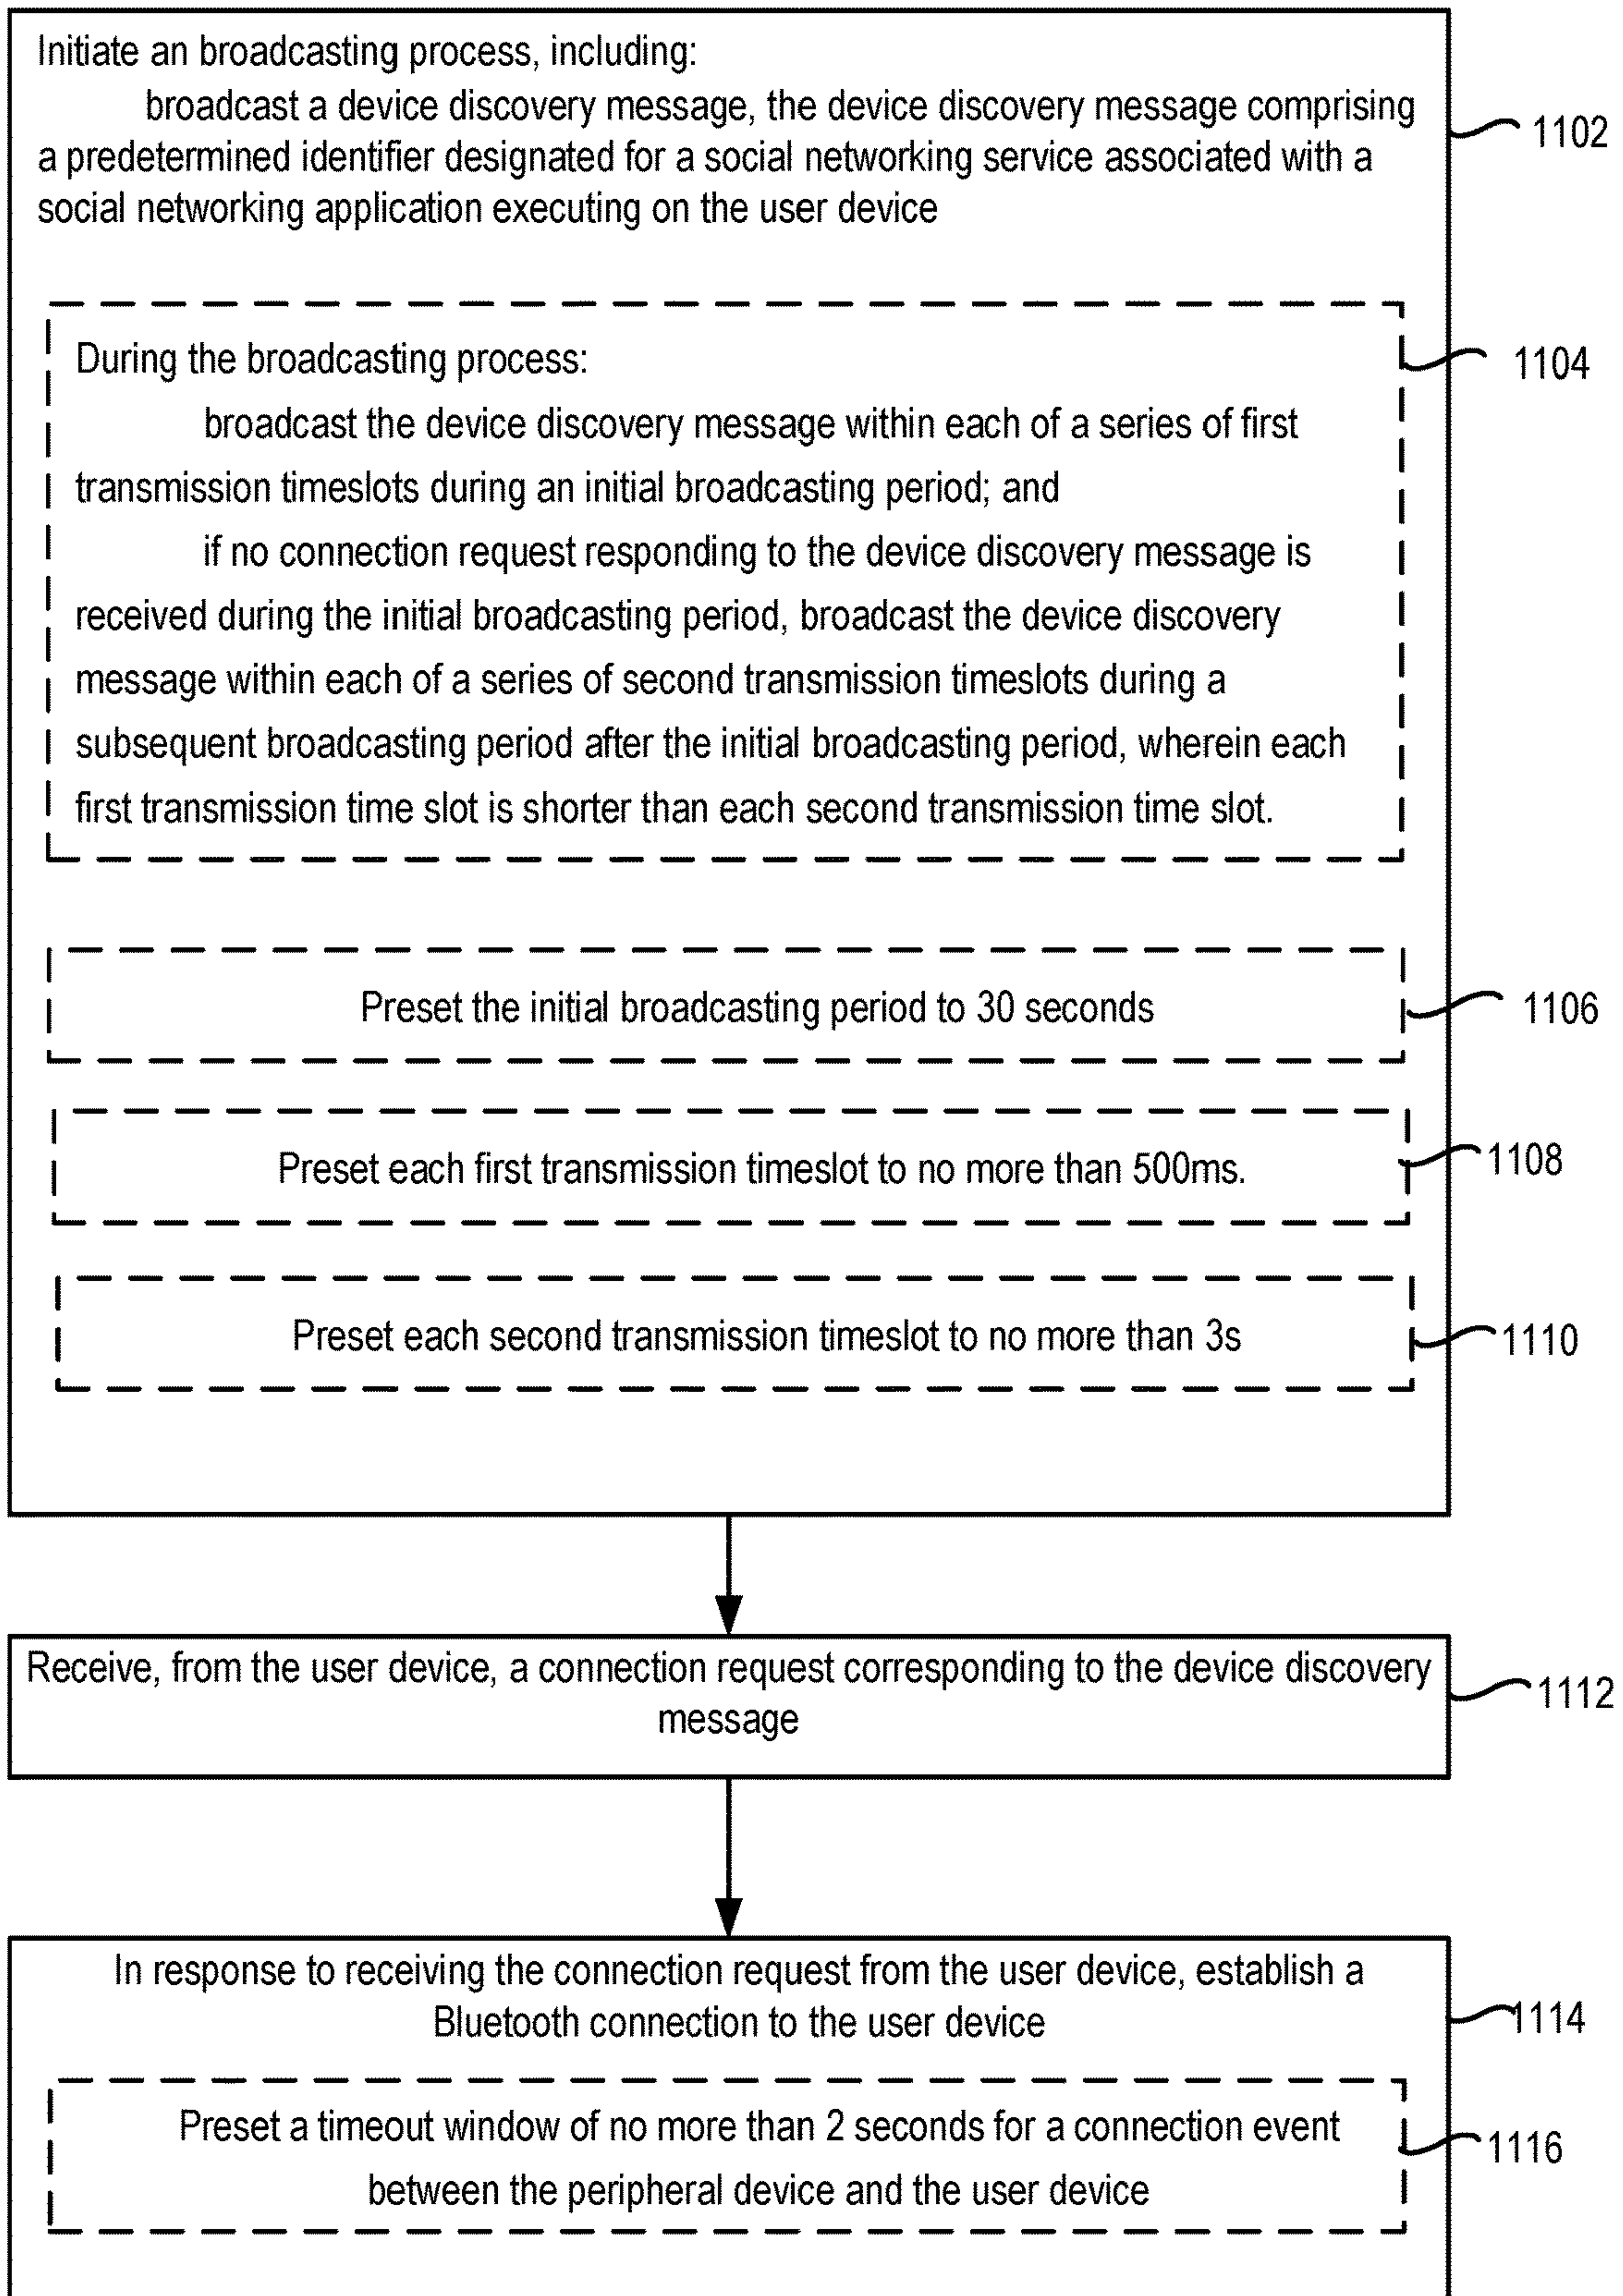 Initiate an broadcasting process, including:
broadcast a device discovery message, the device discovery message comprising
a predetermined identifier designated for a social networking service associated with a
social networking application executing on the user device
1102
During the broadcasting process:
1104
broadcast the device discovery message within each of a series of first
transmission timeslots during an initial broadcasting period; and
if no connection request responding to the device discovery message is
received during the initial broadcasting period, broadcast the device discovery
message within each of a series of second transmission timeslots during a
subsequent broadcasting period after the initial broadcasting period, wherein each
first transmission time slot is shorter than each second transmission time slot.
Preset the initial broadcasting period to 30 seconds
1106
Preset each first transmission timeslot to no more than 500ms.
1108
Preset each second transmission timeslot to no more than 3s
1110
Receive, from the user device, a connection request corresponding to the device discovery
message
1112
In response to receiving the connection request from the user device, establish a
Bluetooth connection to the user device
1114
Preset a timeout window of no more than 2 seconds for a connection event
between the peripheral device and the user device
1116